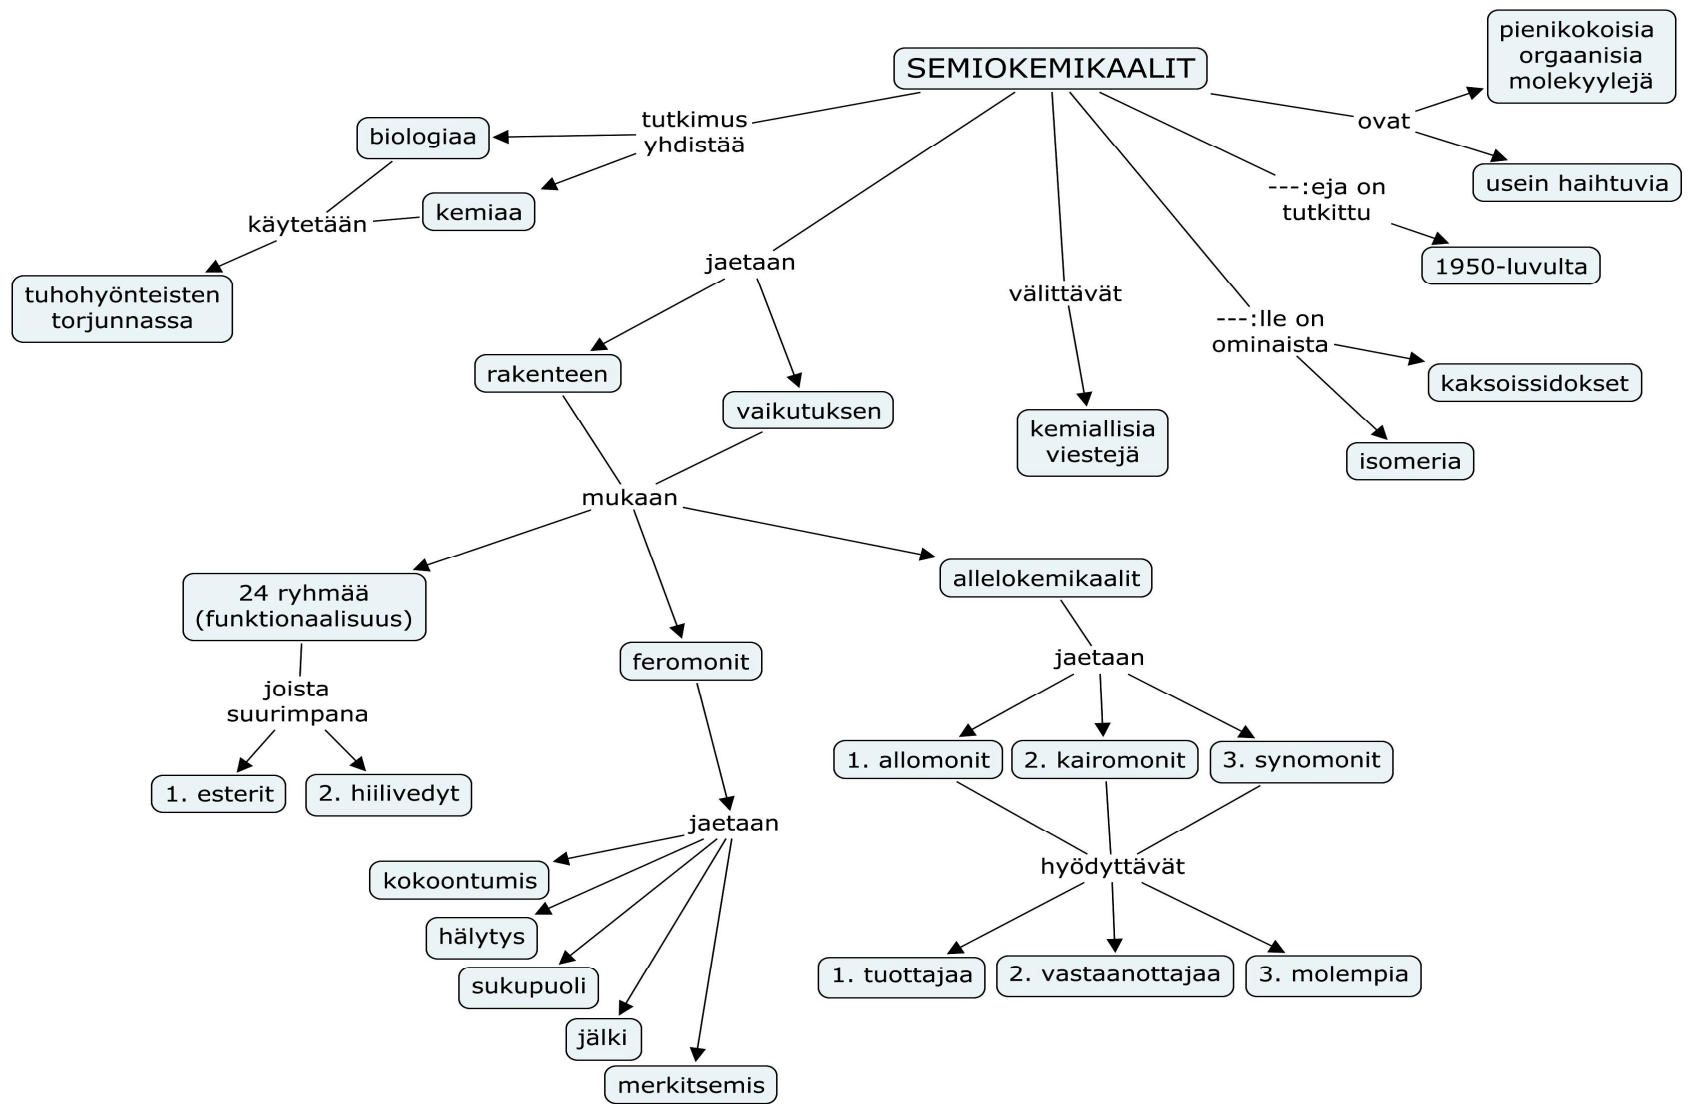 SEMIOKEMIKAALIT
pienikokoisia
orgaanisia
molekyylejä
ovat
usein haihtuvia
tutkimus
yhdistää
biologiaa
kemiaa
käytetään
tuhohyönteisten
torjunnassa
---:eja on
tutkittu
1950-luvulta
jaetaan
välittävät
---:lle on
ominaista
rakenteen
vaikutuksen
kemiallisia
viestejä
kaksoissidokset
isomeria
mukaan
24 ryhmää
(funktionaalisuus)
feromonit
allelokemikaalit
joista
suurimpana
1. esterit
2. hiilivedyt
jaetaan
1. allomonit
2. kairomonit
3. synomonit
jaetaan
kokoontumis
hälytys
sukupuoli
jälki
merkitsemis
hyödyttävät
1. tuottajaa
2. vastaanottajaa
3. molempia